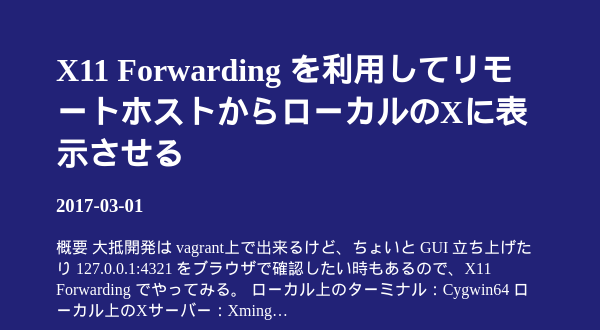 X11 Forwarding を利用してリモ
ートホストからローカルのXに表
示させる
2017-03-01
概要 大抵開発は vagrant上で出来るけど、ちょいと GUI 立ち上げた
り 127.0.0.1:4321 をブラウザで確認したい時もあるので、X11
Forwarding でやってみる。 ローカル上のターミナル：Cygwin64 ロ
ーカル上のXサーバー：Xming…